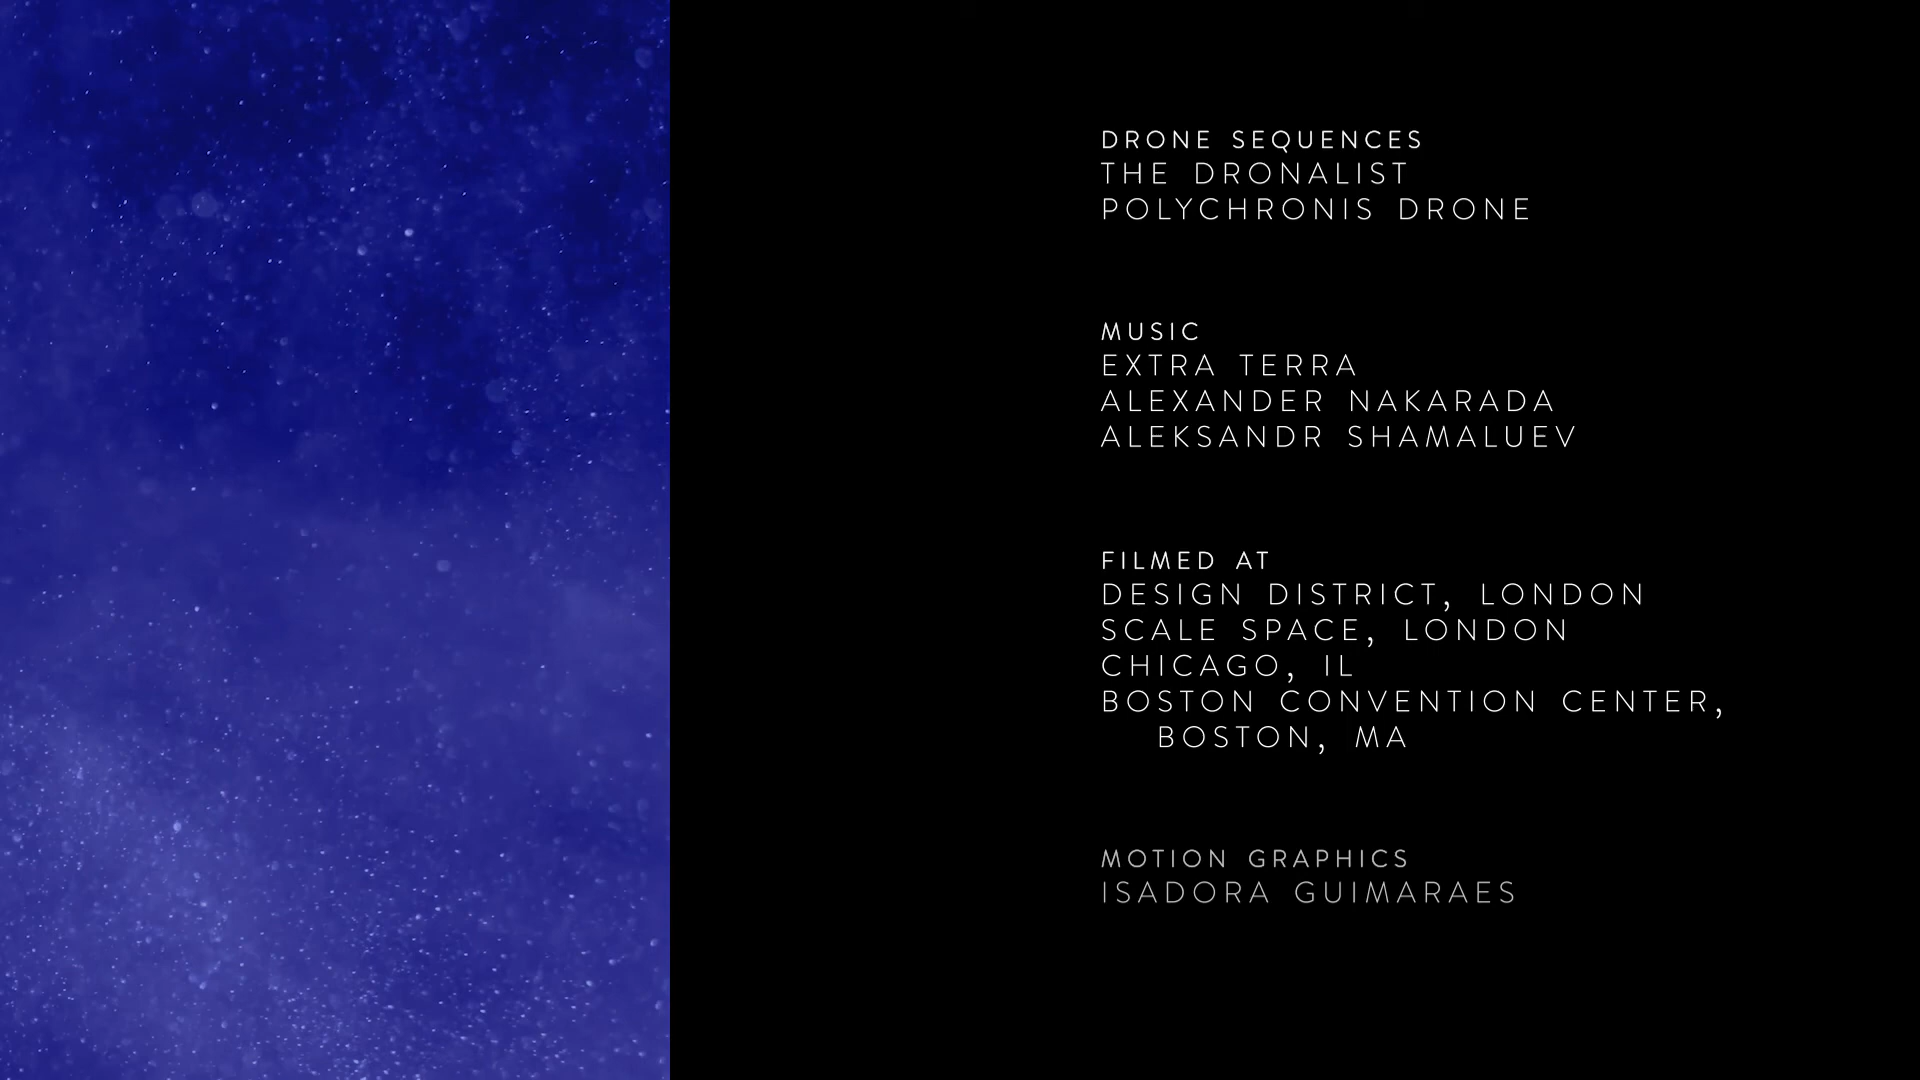 DRONE SEQUENCES
THE DRONALIST
POLYCHRONIS DRONE
MUSIC
EXTRA TERRA
ALEXANDER NAKARADA
ALEKSANDR SHAMALUEV
FILMED AT
DESIGN DISTRICT, LONDON
SCALE SPACE, LONDON
CHICAGO, IL
BOSTON CONVENTION CENTER,
BOSTON, MA
MOTION GRAPHICS
ISADORA GUIMARAES